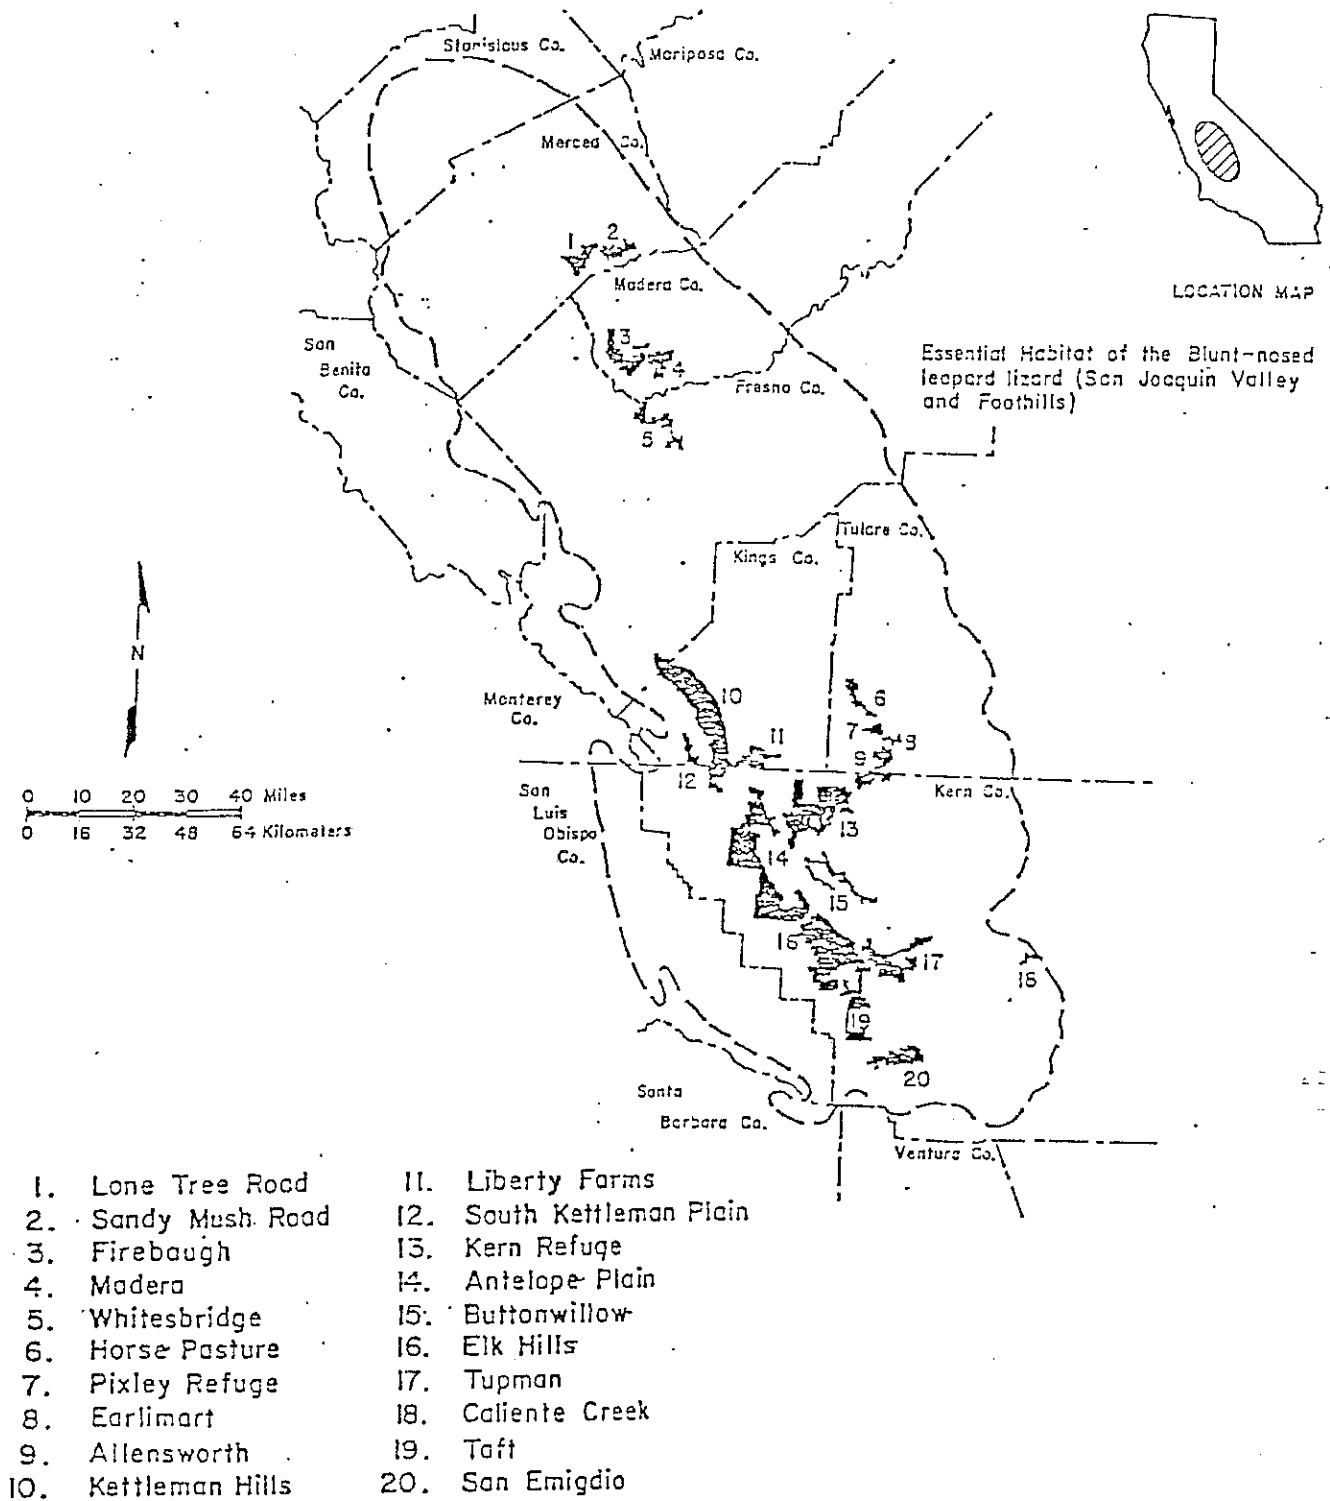 Stanislaus Co.
Mariposa Co.
Merced Co.
1
2
Madera Co.
LOCATION MAP
San
Benito
Co.
3
4
Fresno Co.
5
Essential Habitat of the Blunt-nosed
leopard lizard (San Joaquin Valley
and Foothills)
Tulare Co.
Kings Co.
N
Monterey
Co.
10
6
7
8
11
9
12
0 10 20 30 40 Miles
0 16 32 48 64 Kilometers
San
Luis
Obispo
Co.
Kern Co.
13
14
15
16
17
18
19
20
Santa
Barbara Co.
Ventura Co.
1. Lone Tree Road
2. Sandy Mush Road
3. Firebaugh
4. Madera
5. Whitesbridge
6. Horse Pasture
7. Pixley Refuge
8. Earlimart
9. Allensworth
10. Kettleman Hills
11. Liberty Farms
12. South Kettleman Plain
13. Kern Refuge
14. Antelope Plain
15. Buttonwillow
16. Elk Hills
17. Tupman
18. Caliente Creek
19. Taft
20. San Emigdio